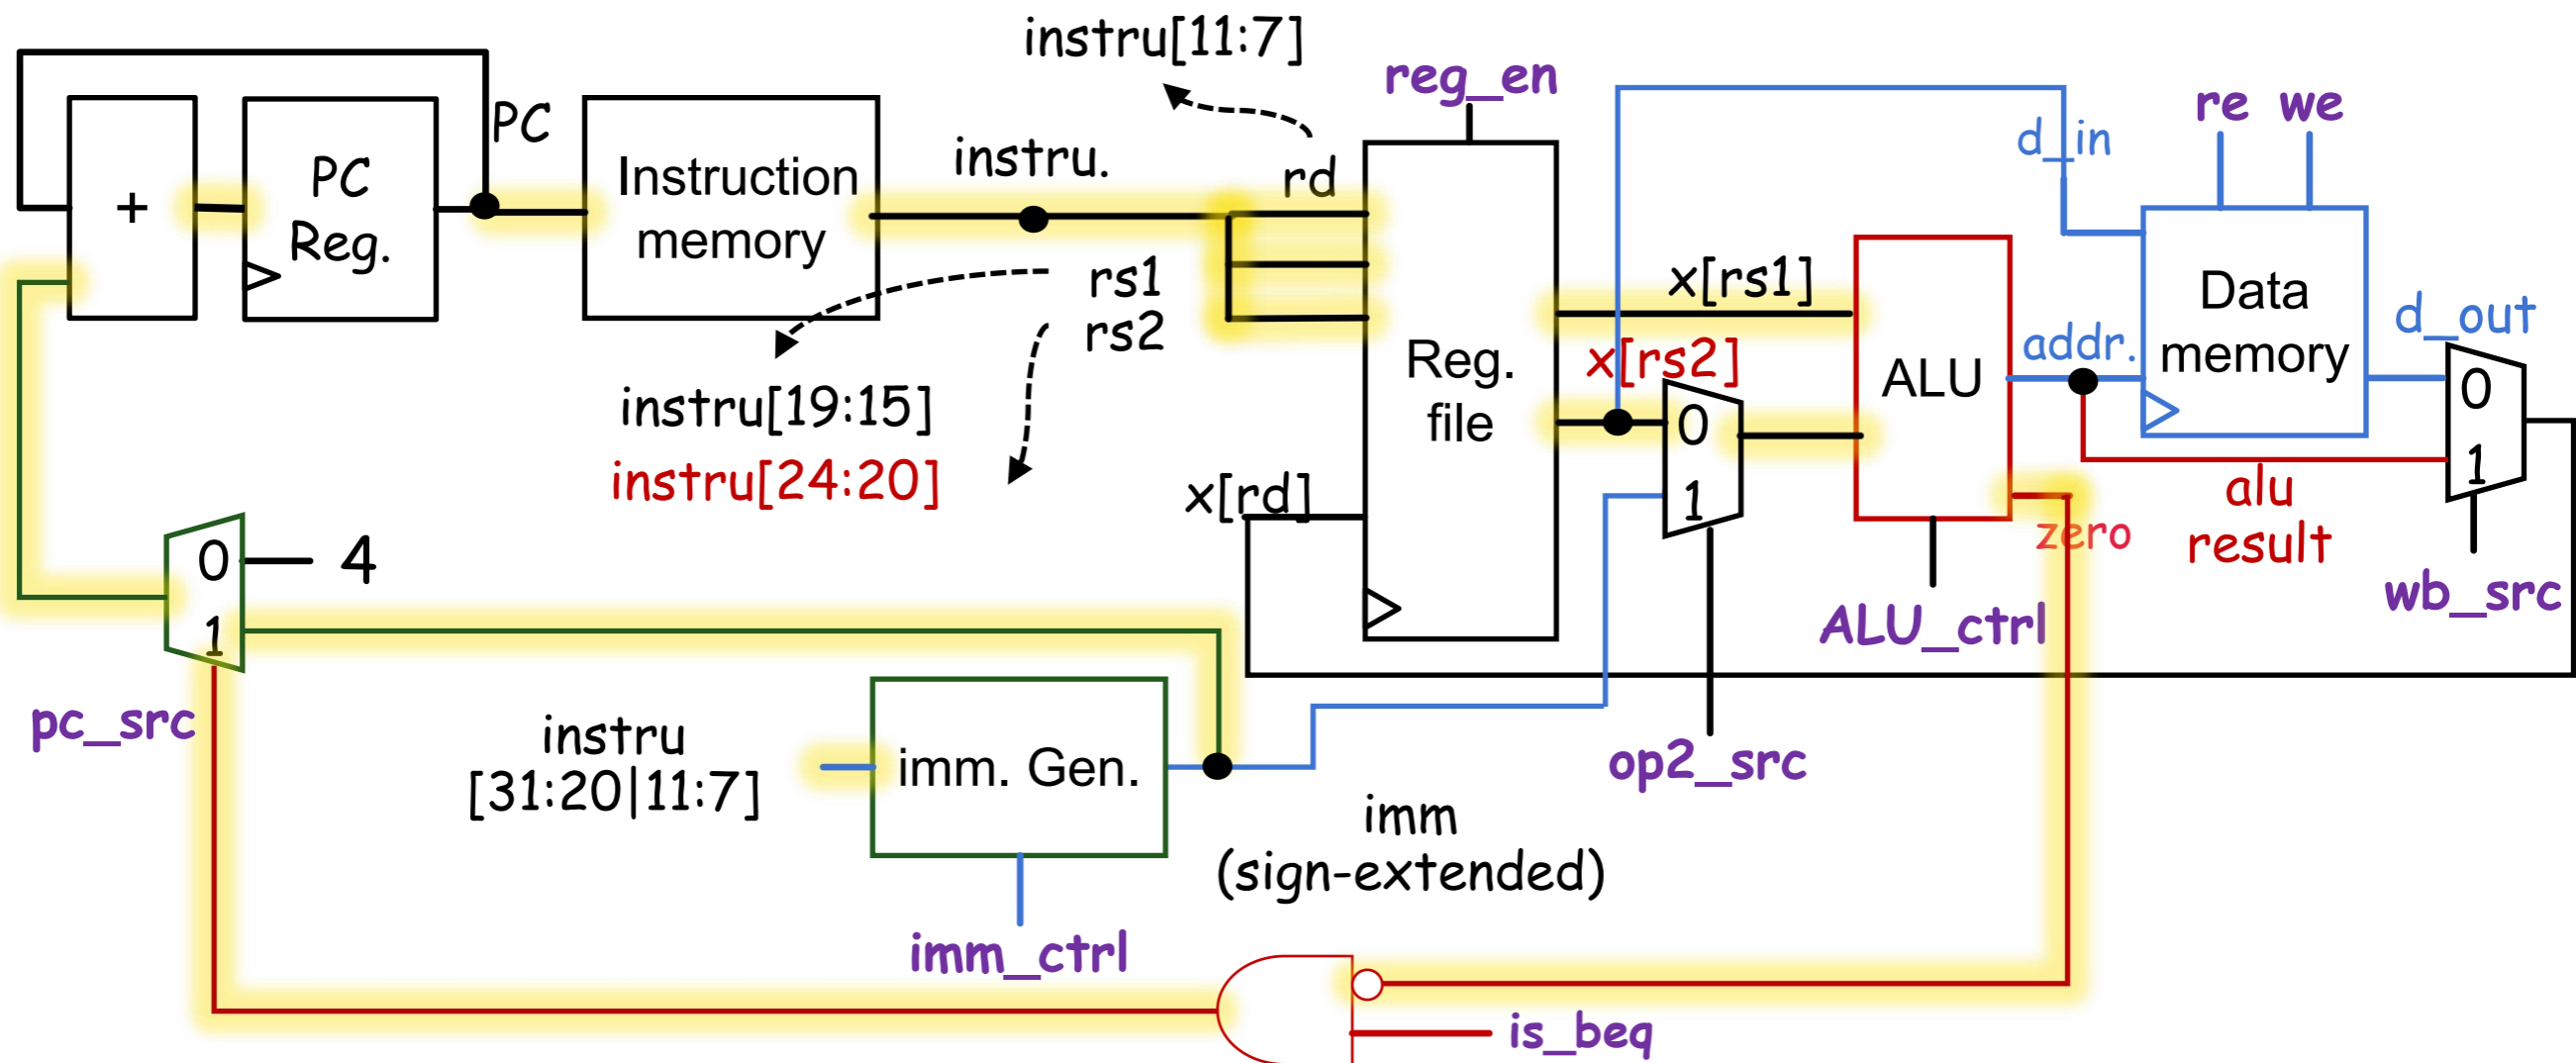 instru[11:7]
reg_en
PC
re we
d_in
+
PC
Reg.
Instruction
memory
instru.
rd
rs1
rs2
x[rs1]
x[rs2]
Reg.
file
0
1
ALU
addr.
Data
memory
d_out
0
1
instru[19:15]
instru[24:20]
x[rd]
zero
alu
result
wb_src
0
1
4
ALU_ctrl
pc_src
instru
[31:20|11:7]
imm. Gen.
op2_src
imm
(sign-extended)
imm_ctrl
is_beq